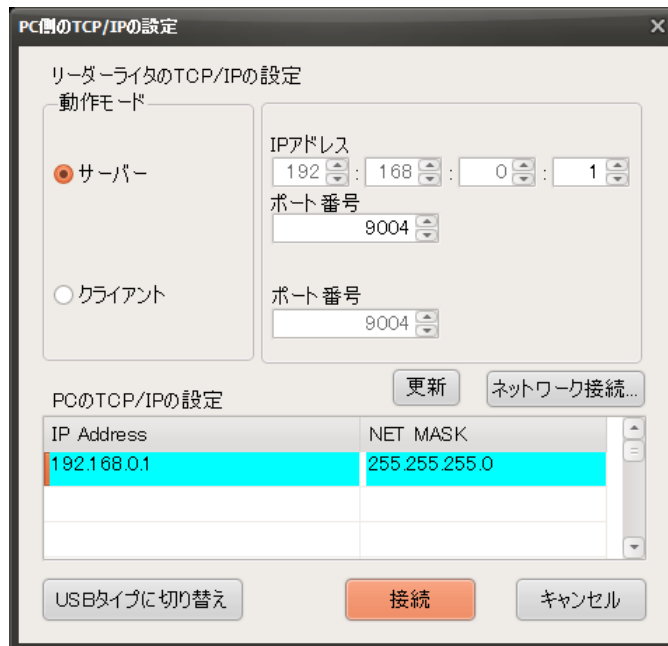 PC側のTCP/IPの設定
リーダーライタのTCP/IPの設定
動作モード
サーバー
IPアドレス
192 : 168 : 0 : 1
ポート番号
9004
クライアント
ポート番号
9004
更新 ネットワーク接続...
PCのTCP/IPの設定
IP Address NET MASK
192.168.0.1 255.255.255.0
USBタイプに切り替え 接続 キャンセル